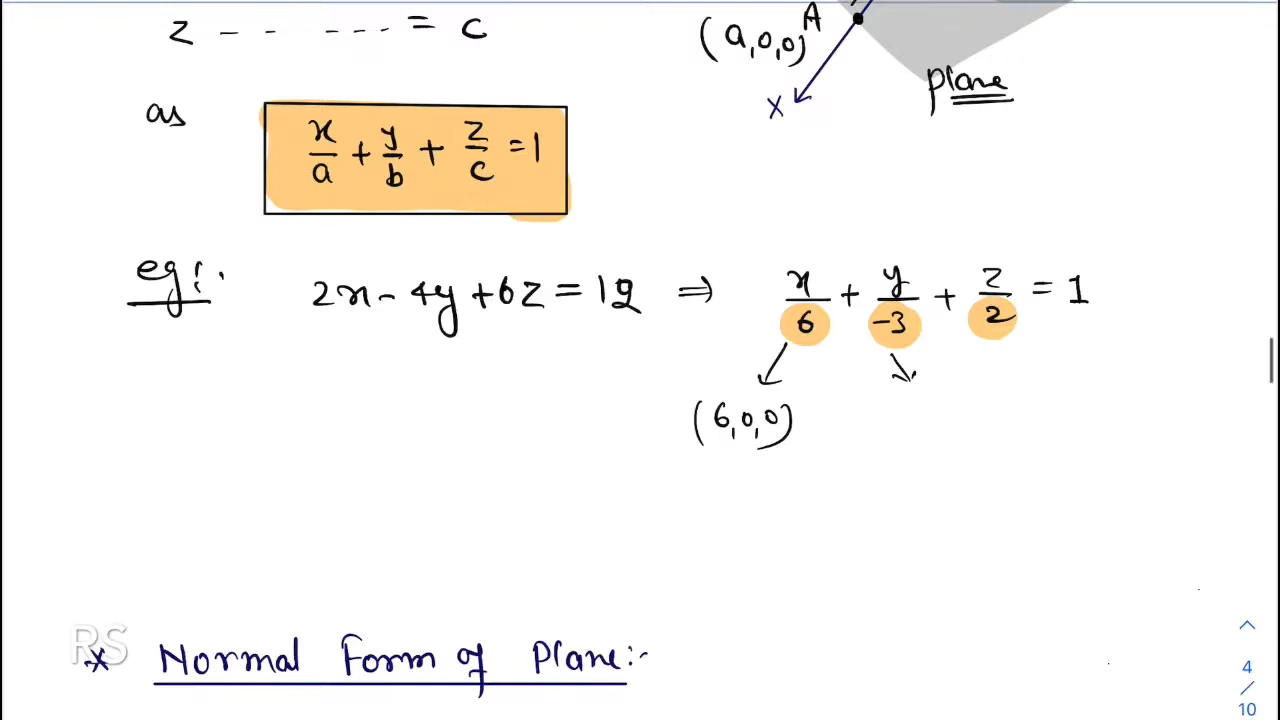 z - - --- = c
(a,0,0) A
X
plane
as
x/a + y/b + z/c = 1
eg:
2x - 4y + 6z = 12 ⇒ x/6 + y/-3 + z/2 = 1
(6,0,0)
RS
* Normal Form of Plane:-
4
/
10